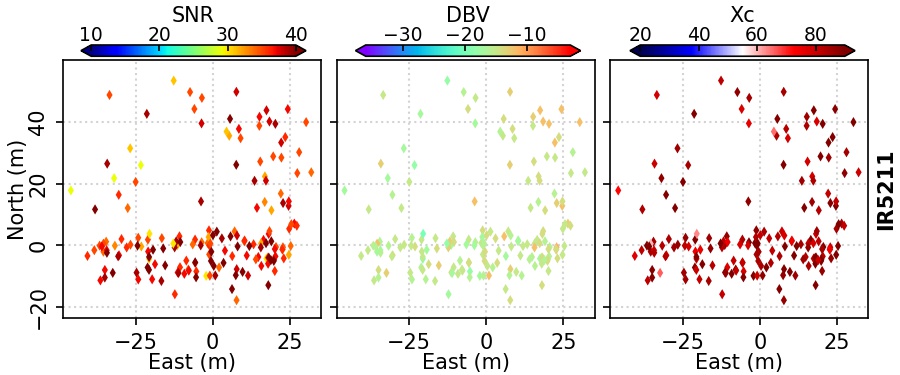 SNR DBV Xc
10 20 30 40 −30 −20 −10 20 40 60 80
North (m)
40
20
0
−20
−25 0 25 −25 0 25 −25 0 25
East (m) East (m) East (m)
IR5211